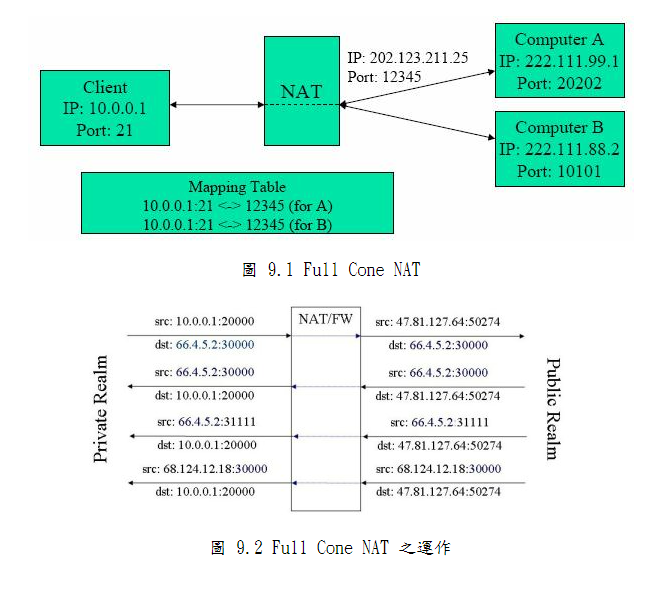 Client
IP: 10.0.0.1
Port: 21
NAT
IP: 202.123.211.25
Port: 12345
Computer A
IP: 222.111.99.1
Port: 20202
Computer B
IP: 222.111.88.2
Port: 10101
Mapping Table
10.0.0.1:21 <-> 12345 (for A)
10.0.0.1:21 <-> 12345 (for B)
圖 9.1 Full Cone NAT
Private Realm
NAT/FW
Public Realm
src: 10.0.0.1:20000
src: 47.81.127.64:50274
dst: 66.4.5.2:30000
dst: 66.4.5.2:30000
src: 66.4.5.2:30000
src: 66.4.5.2:30000
dst: 10.0.0.1:20000
dst: 47.81.127.64:50274
src: 66.4.5.2:31111
src: 66.4.5.2:31111
dst: 10.0.0.1:20000
dst: 47.81.127.64:50274
src: 68.124.12.18:30000
src: 68.124.12.18:30000
dst: 10.0.0.1:20000
dst: 47.81.127.64:50274
圖 9.2 Full Cone NAT 之運作